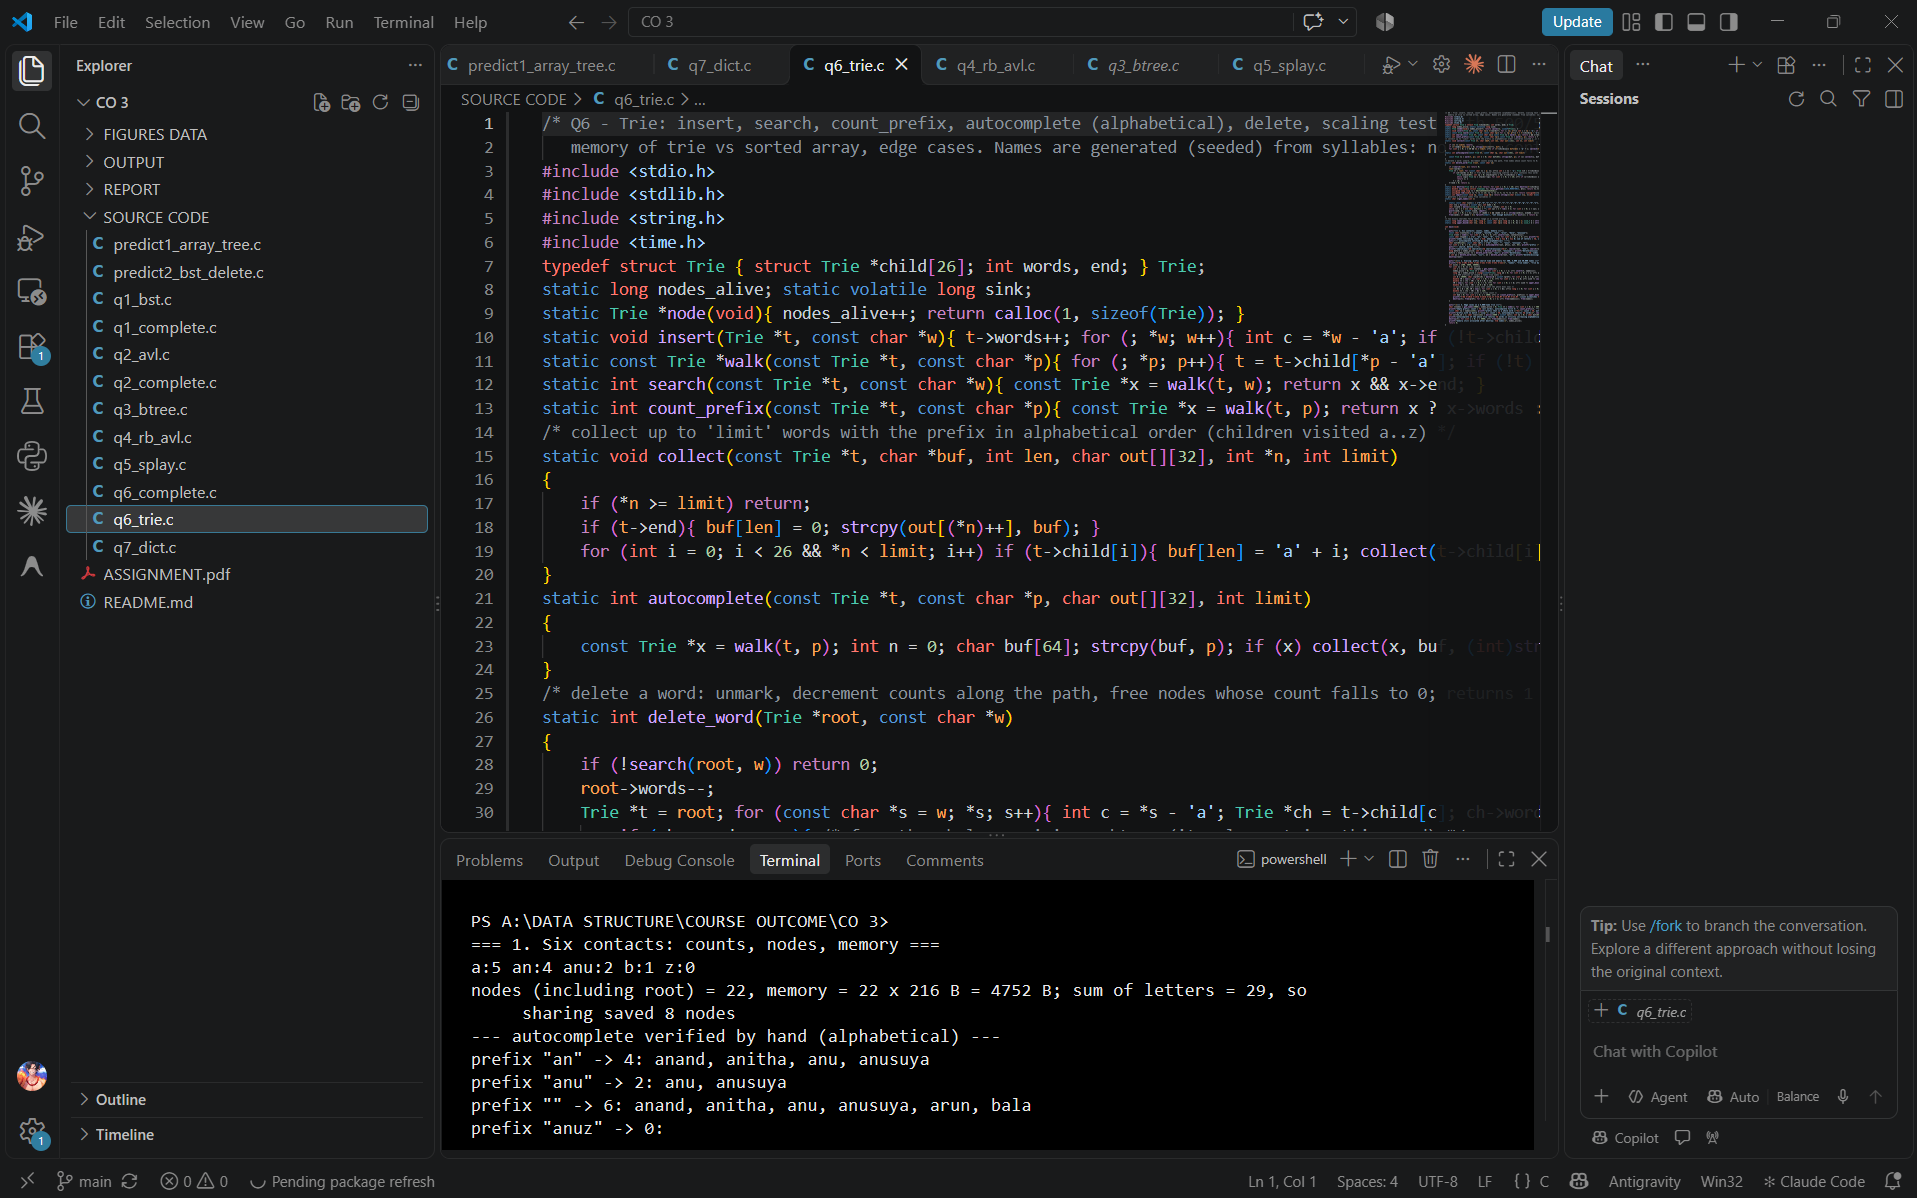 File Edit Selection View Go Run Terminal Help
CO 3
Update
Explorer
CO 3
FIGURES DATA
OUTPUT
REPORT
SOURCE CODE
C predict1_array_tree.c
C predict2_bst_delete.c
C q1_bst.c
C q1_complete.c
C q2_avl.c
C q2_complete.c
C q3_btree.c
C q4_rb_avl.c
C q5_splay.c
C q6_complete.c
C q6_trie.c
C q7_dict.c
ASSIGNMENT.pdf
README.md
Outline
Timeline
1
1
C predict1_array_tree.c C q7_dict.c C q6_trie.c C q4_rb_avl.c C q3_btree.c C q5_splay.c
SOURCE CODE > C q6_trie.c > ...
1 /* Q6 - Trie: insert, search, count_prefix, autocomplete (alphabetical), delete, scaling test
2 memory of trie vs sorted array, edge cases. Names are generated (seeded) from syllables: n
3 #include <stdio.h>
4 #include <stdlib.h>
5 #include <string.h>
6 #include <time.h>
7 typedef struct Trie { struct Trie *child[26]; int words, end; } Trie;
8 static long nodes_alive; static volatile long sink;
9 static Trie *node(void){ nodes_alive++; return calloc(1, sizeof(Trie)); }
10 static void insert(Trie *t, const char *w){ t->words++; for (; *w; w++){ int c = *w - 'a'; if (!t->child
11 static const Trie *walk(const Trie *t, const char *p){ for (; *p; p++){ t = t->child[*p - 'a']; if (!t)
12 static int search(const Trie *t, const char *w){ const Trie *x = walk(t, w); return x && x->end; }
13 static int count_prefix(const Trie *t, const char *p){ const Trie *x = walk(t, p); return x ? x->words :
14 /* collect up to 'limit' words with the prefix in alphabetical order (children visited a..z) */
15 static void collect(const Trie *t, char *buf, int len, char out[][32], int *n, int limit)
16 {
17 if (*n >= limit) return;
18 if (t->end){ buf[len] = 0; strcpy(out[(*n)++], buf); }
19 for (int i = 0; i < 26 && *n < limit; i++) if (t->child[i]){ buf[len] = 'a' + i; collect(t->child[i]
20 }
21 static int autocomplete(const Trie *t, const char *p, char out[][32], int limit)
22 {
23 const Trie *x = walk(t, p); int n = 0; char buf[64]; strcpy(buf, p); if (x) collect(x, buf, (int)str
24 }
25 /* delete a word: unmark, decrement counts along the path, free nodes whose count falls to 0; returns 1
26 static int delete_word(Trie *root, const char *w)
27 {
28 if (!search(root, w)) return 0;
29 root->words--;
30 Trie *t = root; for (const char *s = w; *s; s++){ int c = *s - 'a'; Trie *ch = t->child[c]; ch->word
Problems Output Debug Console Terminal Ports Comments
powershell
PS A:\DATA STRUCTURE\COURSE OUTCOME\CO 3>
=== 1. Six contacts: counts, nodes, memory ===
a:5 an:4 anu:2 b:1 z:0
nodes (including root) = 22, memory = 22 x 216 B = 4752 B; sum of letters = 29, so
sharing saved 8 nodes
--- autocomplete verified by hand (alphabetical) ---
prefix "an" -> 4: anand, anitha, anu, anusuya
prefix "anu" -> 2: anu, anusuya
prefix "" -> 6: anand, anitha, anu, anusuya, arun, bala
prefix "anuz" -> 0:
Chat
Sessions
Tip: Use /fork to branch the conversation.
Explore a different approach without losing
the original context.
C q6_trie.c
Chat with Copilot
Agent Auto Balance
Copilot
main 0 0 Pending package refresh
Ln 1, Col 1 Spaces: 4 UTF-8 LF {} C Antigravity Win32 Claude Code